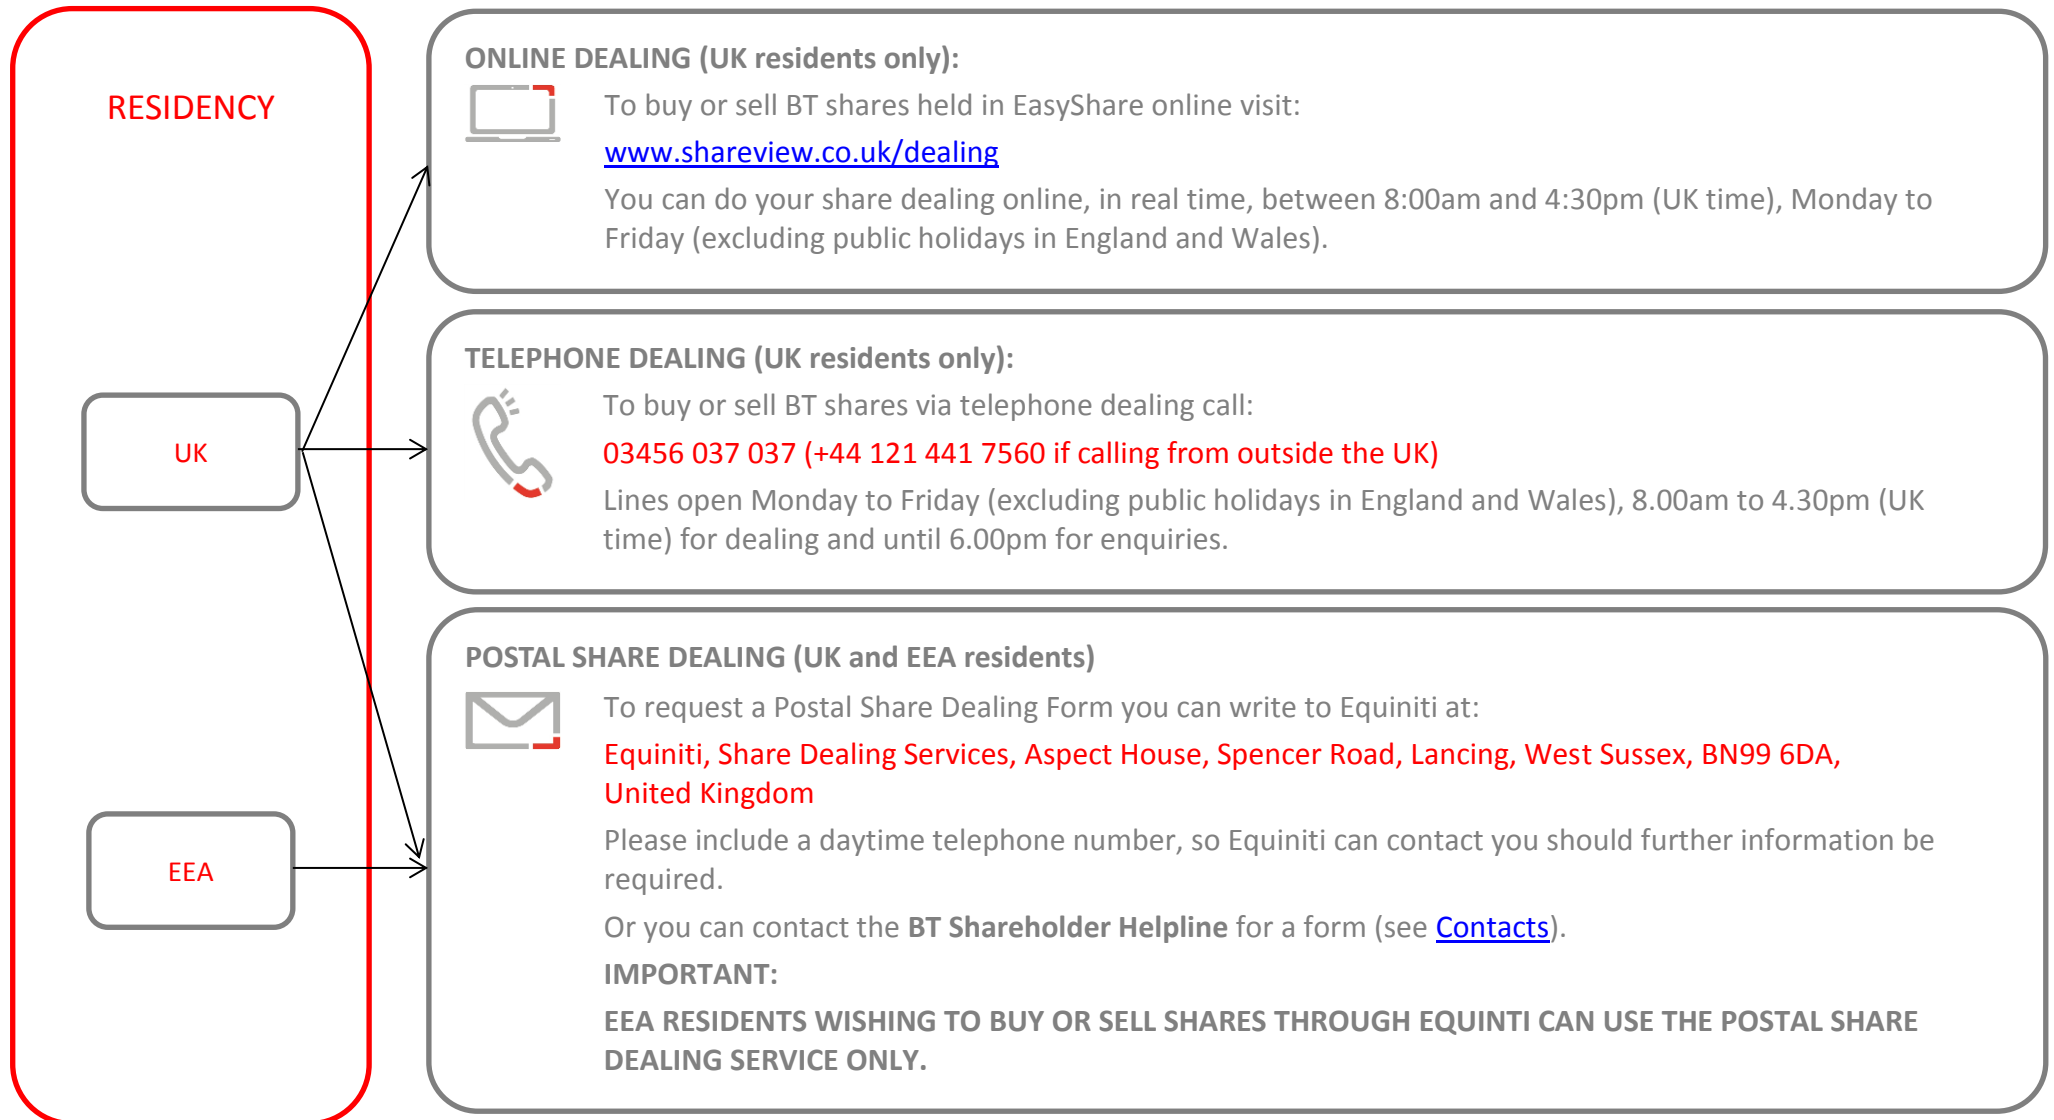 RESIDENCY
UK
EEA
ONLINE DEALING (UK residents only):
To buy or sell BT shares held in EasyShare online visit:
www.shareview.co.uk/dealing
You can do your share dealing online, in real time, between 8:00am and 4:30pm (UK time), Monday to
Friday (excluding public holidays in England and Wales).
TELEPHONE DEALING (UK residents only):
To buy or sell BT shares via telephone dealing call:
03456 037 037 (+44 121 441 7560 if calling from outside the UK)
Lines open Monday to Friday (excluding public holidays in England and Wales), 8.00am to 4.30pm (UK
time) for dealing and until 6.00pm for enquiries.
POSTAL SHARE DEALING (UK and EEA residents)
To request a Postal Share Dealing Form you can write to Equiniti at:
Equiniti, Share Dealing Services, Aspect House, Spencer Road, Lancing, West Sussex, BN99 6DA,
United Kingdom
Please include a daytime telephone number, so Equiniti can contact you should further information be
required.
Or you can contact the BT Shareholder Helpline for a form (see Contacts).
IMPORTANT:
EEA RESIDENTS WISHING TO BUY OR SELL SHARES THROUGH EQUINTI CAN USE THE POSTAL SHARE
DEALING SERVICE ONLY.